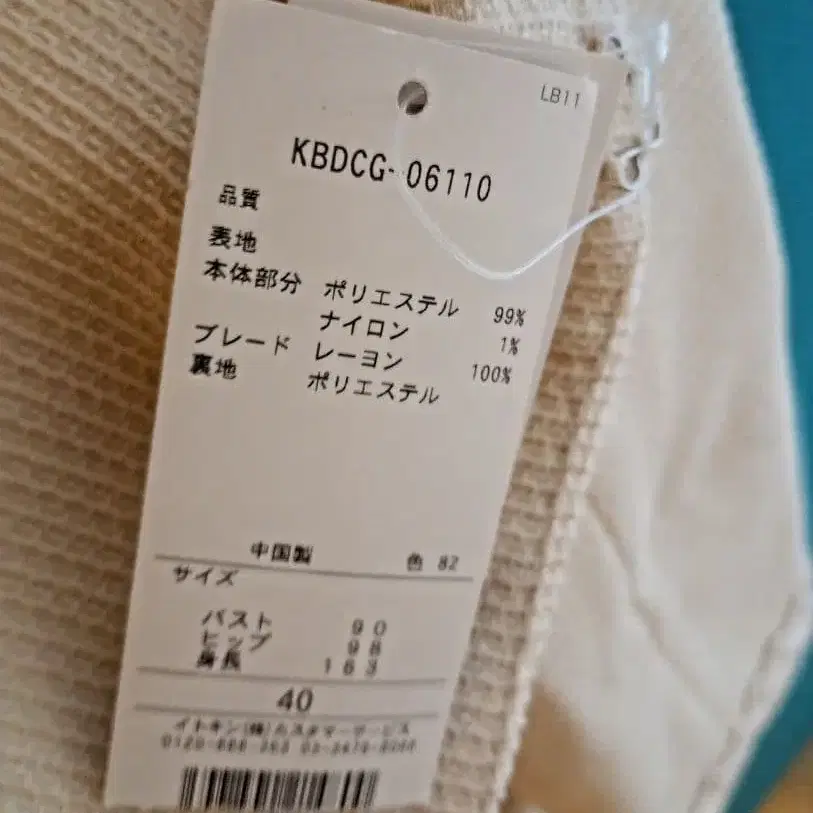 LB11
KBDCG-06110
品質
表地
本体部分 ポリエステル 99%
ナイロン 1%
ブレード レーヨン 100%
裏地 ポリエステル
中国製 色 82
サイズ
バスト 90
ヒップ 98
身長 163
40
イトキン(株)カスタマーサービス